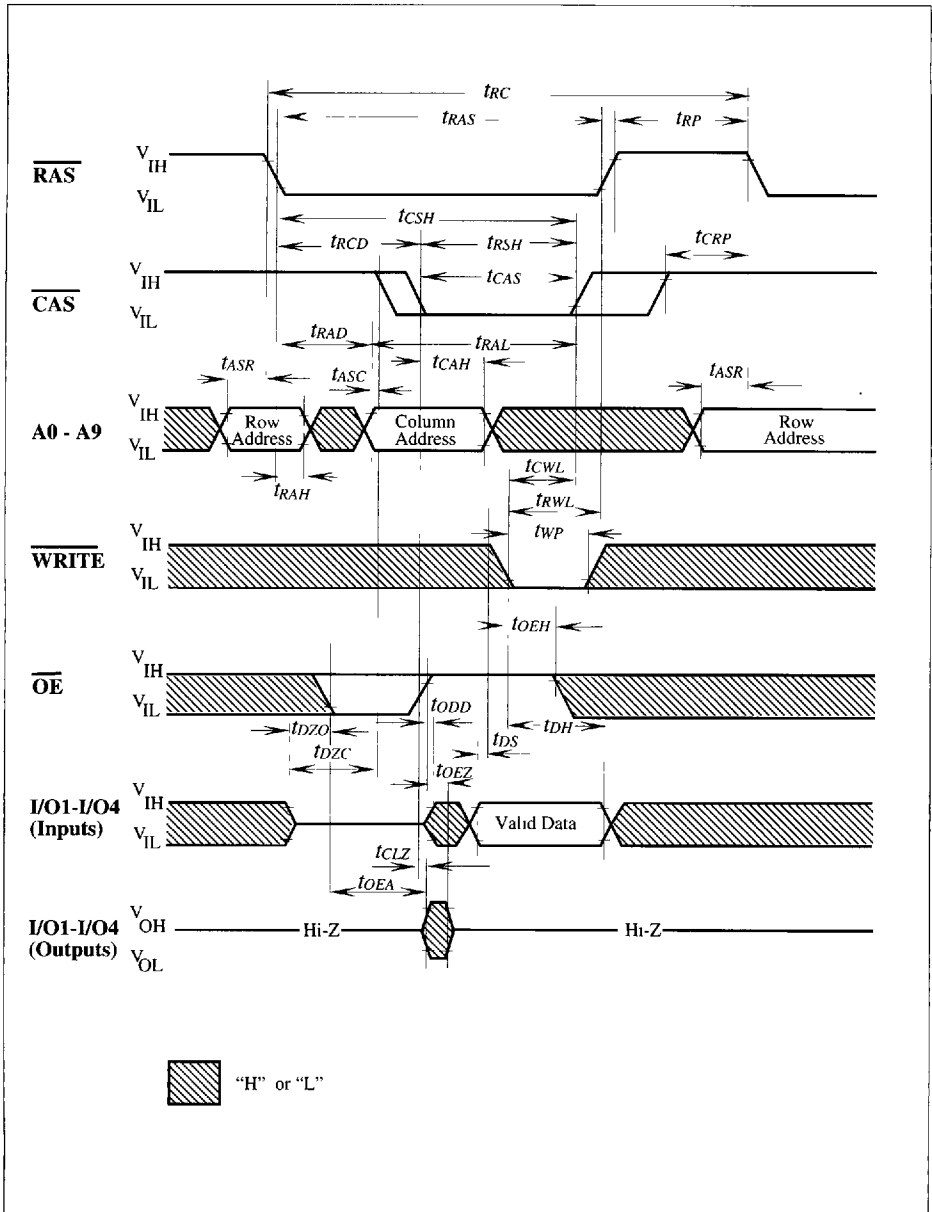 tRC
tRAS
tRP
RAS
VIH
VIL
tCSH
tRCD
tRSH
tCRP
CAS
VIH
VIL
tCAS
tRAD
tRAL
tASR
tASC
tCAH
tASR
A0 - A9
VIH
VIL
Row
Address
Column
Address
Row
Address
tRAH
tCWL
tRWL
tWP
WRITE
VIH
VIL
tOEH
OE
VIH
VIL
tODD
tDZO
tDS
tDH
tDZC
tOEZ
I/O1-I/O4
(Inputs)
VIH
VIL
Valid Data
tCLZ
tOEA
I/O1-I/O4
(Outputs)
VOH
VOL
Hi-Z
Hi-Z
“H” or “L”